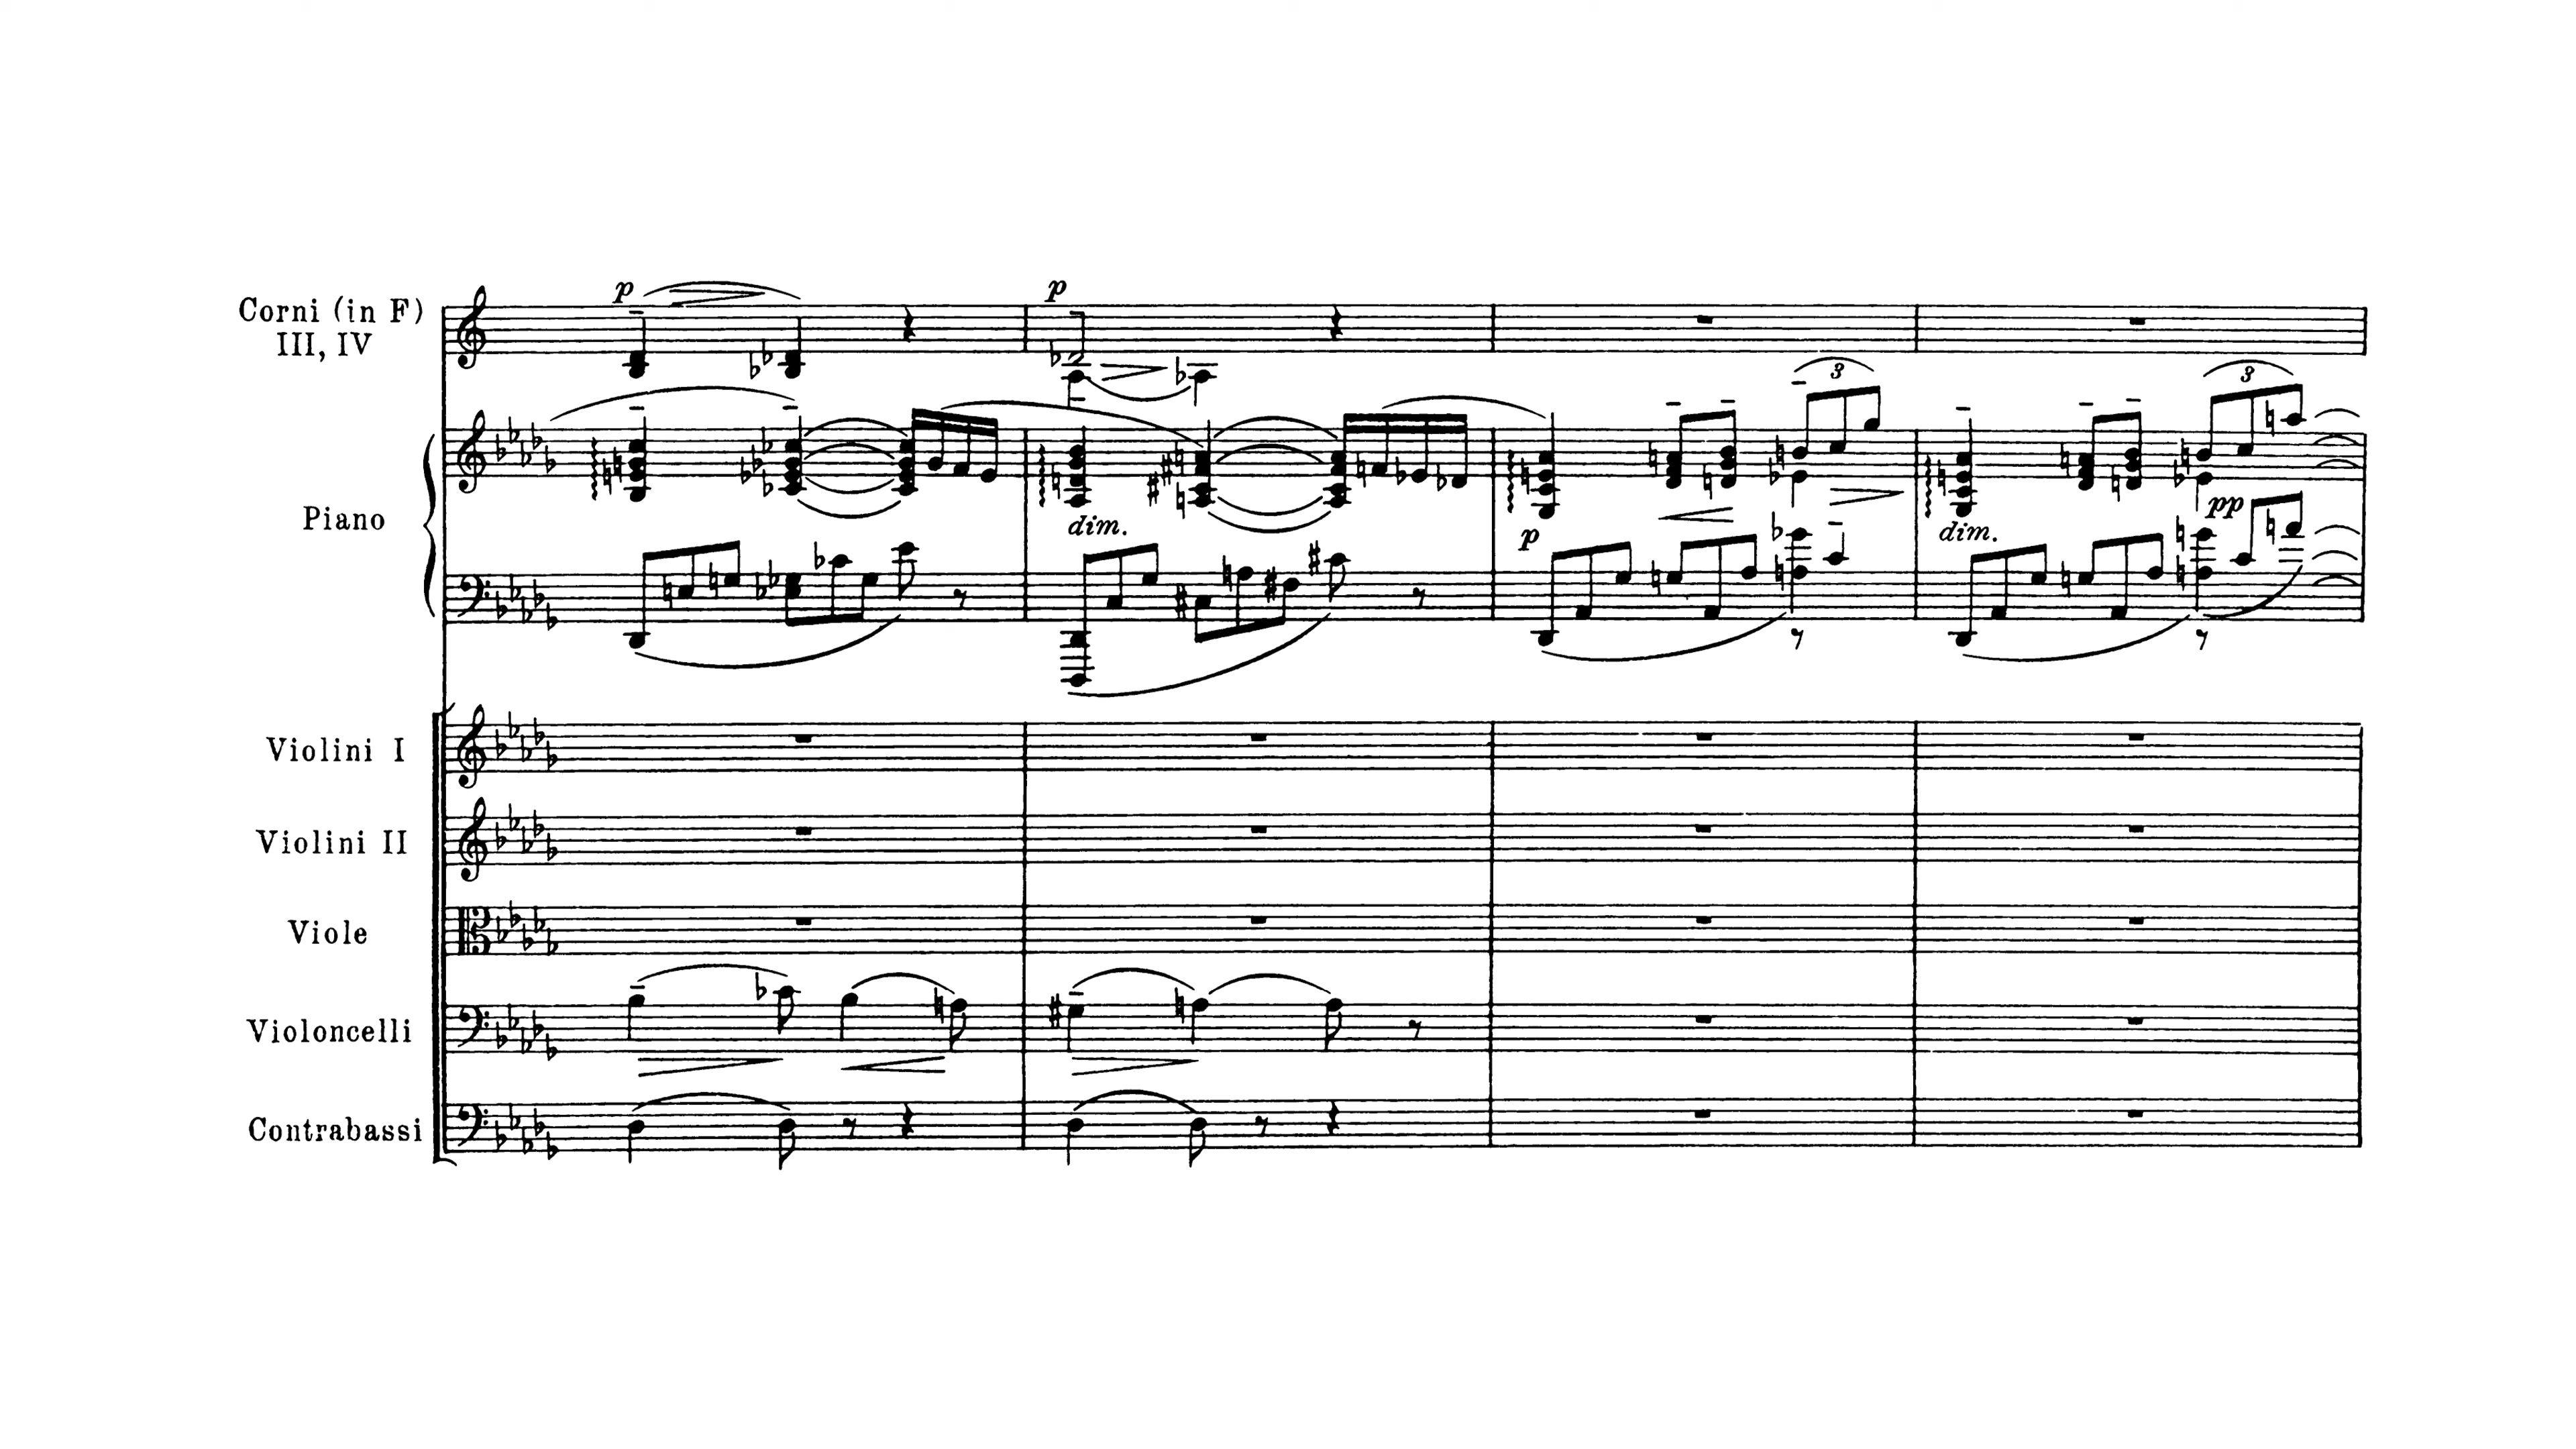 p p
Corni (in F)
III, IV
3 3
Piano
dim. p dim. pp
Violini I
Violini II
Viole
Violoncelli
Contrabassi